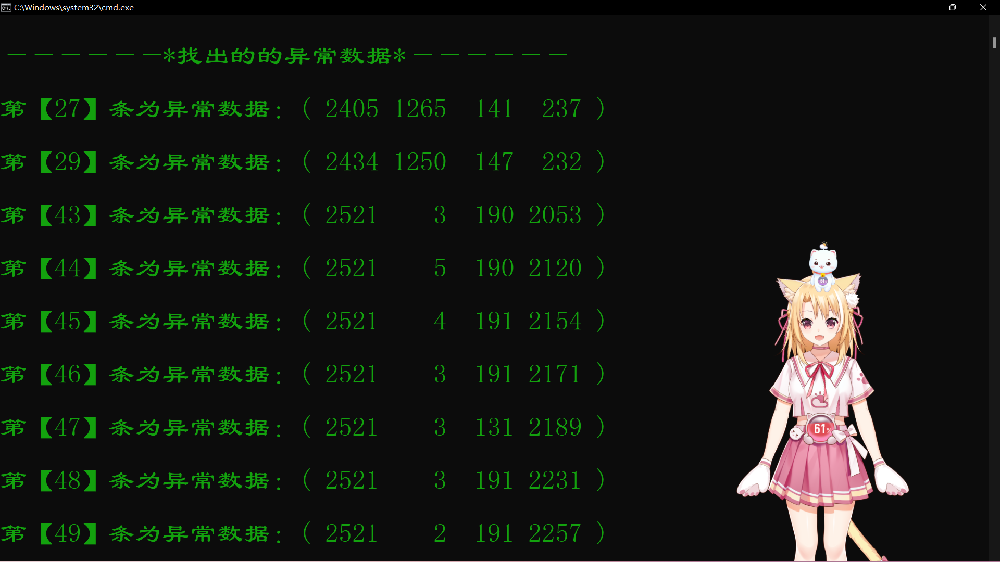 C:\Windows\system32\cmd.exe
— — — — — —*找出的的异常数据*— — — — — —
第【27】条为异常数据:( 2405 1265 141 237 )
第【29】条为异常数据:( 2434 1250 147 232 )
第【43】条为异常数据:( 2521 3 190 2053 )
第【44】条为异常数据:( 2521 5 190 2120 )
第【45】条为异常数据:( 2521 4 191 2154 )
第【46】条为异常数据:( 2521 3 191 2171 )
第【47】条为异常数据:( 2521 3 131 2189 )
第【48】条为异常数据:( 2521 3 191 2231 )
第【49】条为异常数据:( 2521 2 191 2257 )
61%
61%